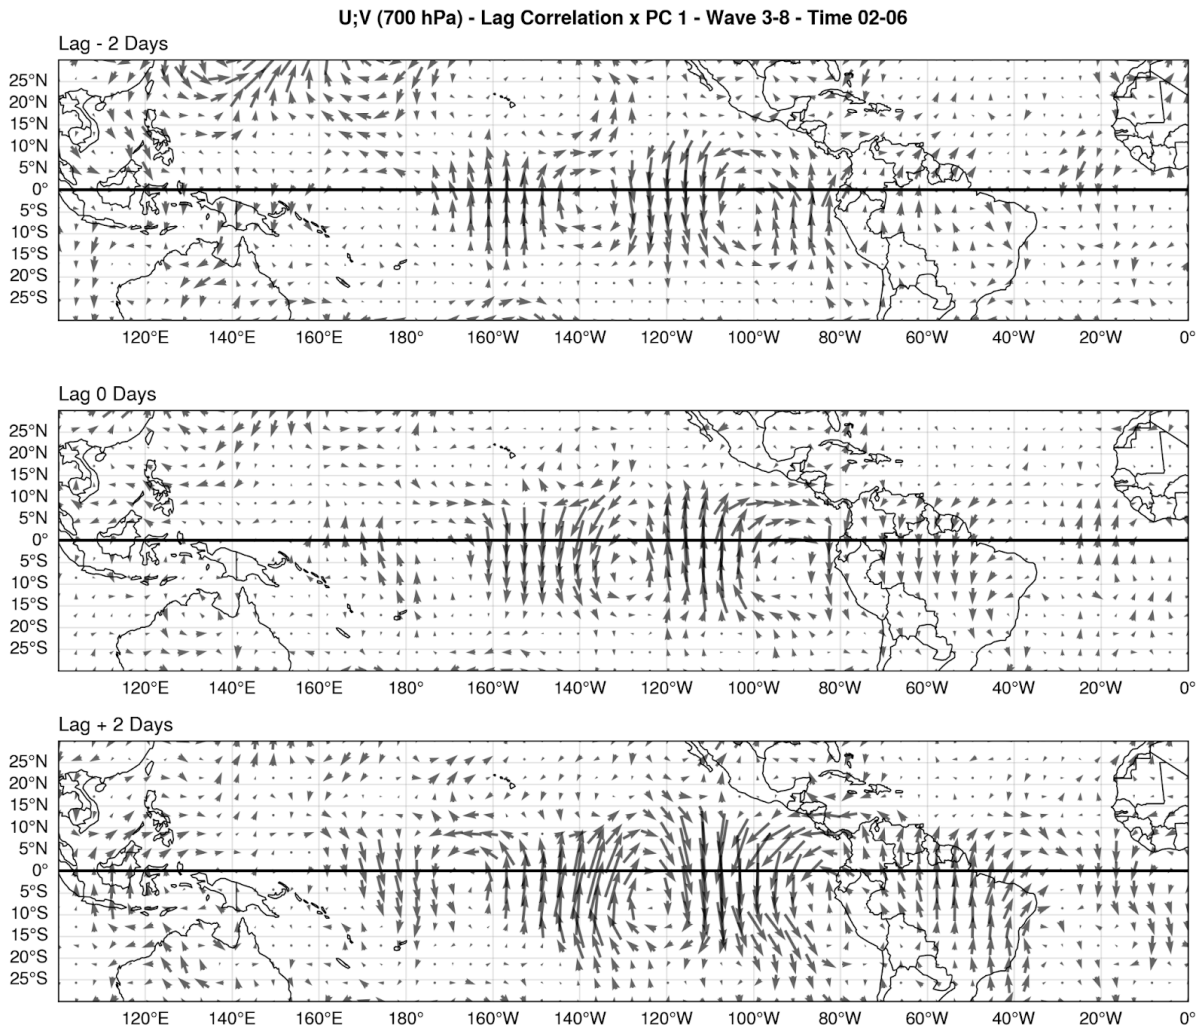 U;V (700 hPa) - Lag Correlation x PC 1 - Wave 3-8 - Time 02-06
Lag - 2 Days
25°N
20°N
15°N
10°N
5°N
0°
5°S
10°S
15°S
20°S
25°S
120°E 140°E 160°E 180° 160°W 140°W 120°W 100°W 80°W 60°W 40°W 20°W 0°
Lag 0 Days
25°N
20°N
15°N
10°N
5°N
0°
5°S
10°S
15°S
20°S
25°S
120°E 140°E 160°E 180° 160°W 140°W 120°W 100°W 80°W 60°W 40°W 20°W 0°
Lag + 2 Days
25°N
20°N
15°N
10°N
5°N
0°
5°S
10°S
15°S
20°S
25°S
120°E 140°E 160°E 180° 160°W 140°W 120°W 100°W 80°W 60°W 40°W 20°W 0°